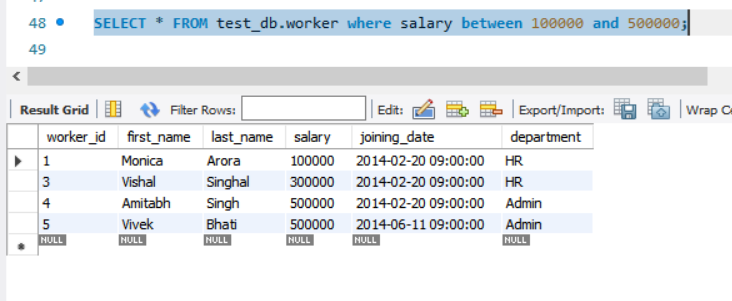 48 SELECT * FROM test_db.worker where salary between 100000 and 500000;
49
Result Grid Filter Rows: Edit: Export/Import: Wrap C
worker_id first_name last_name salary joining_date department
1 Monica Arora 100000 2014-02-20 09:00:00 HR
3 Vishal Singhal 300000 2014-02-20 09:00:00 HR
4 Amitabh Singh 500000 2014-02-20 09:00:00 Admin
5 Vivek Bhati 500000 2014-06-11 09:00:00 Admin
NULL NULL NULL NULL NULL NULL